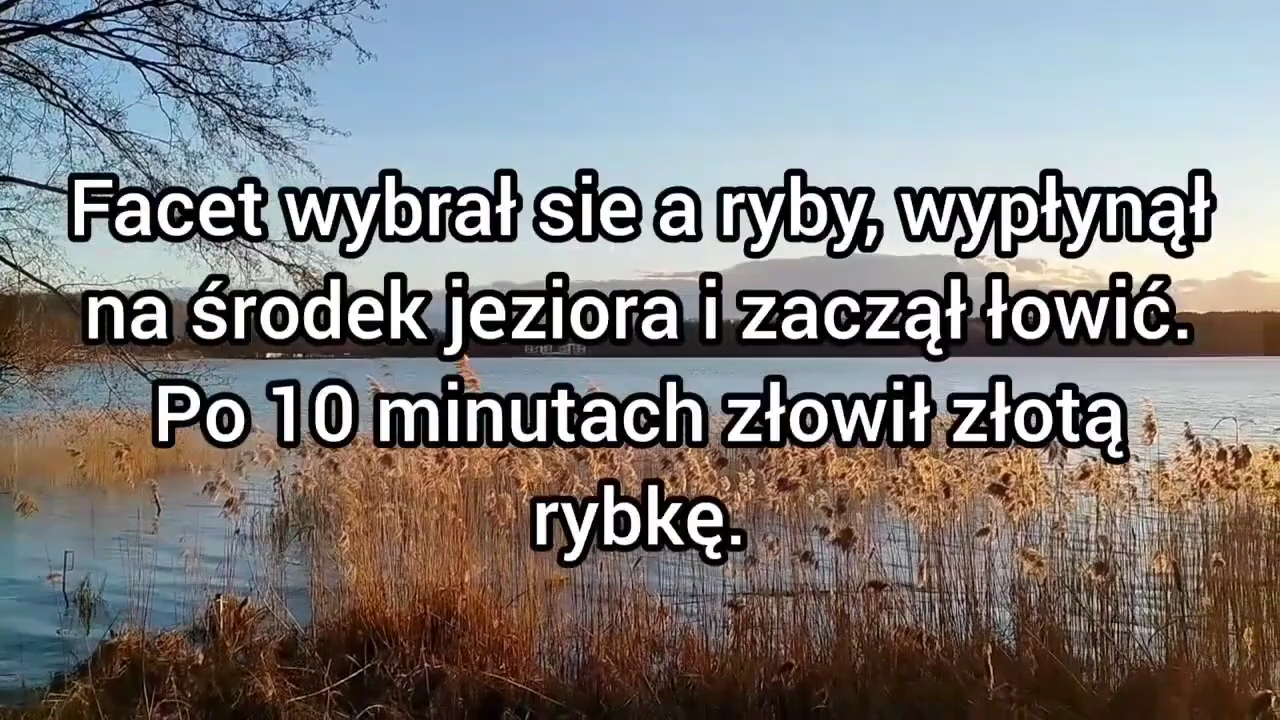 Facet wybrał sie a ryby, wypłynął
na środek jeziora i zaczął łowić.
Po 10 minutach złowił złotą
rybkę.